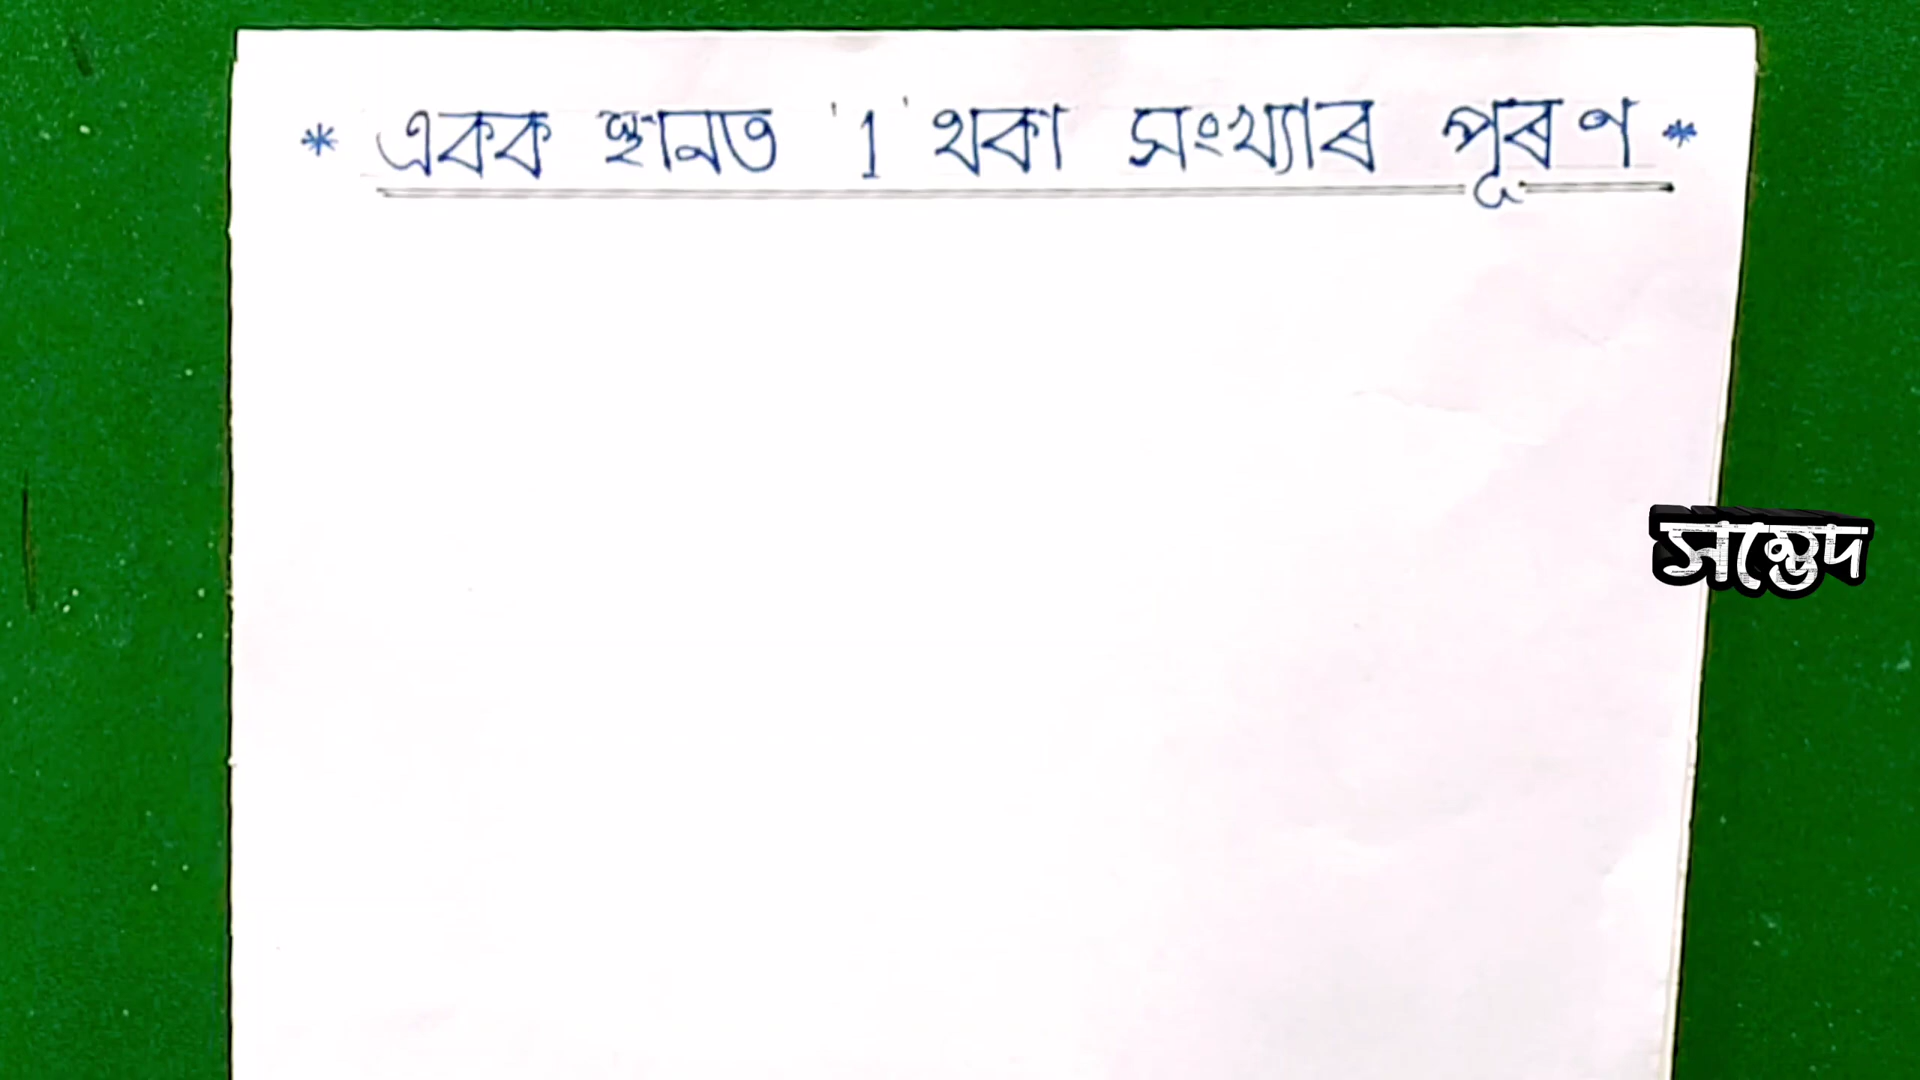 * একক স্থানত '1' থকা সংখ্যাৰ পূৰণ *
সম্ভেদ